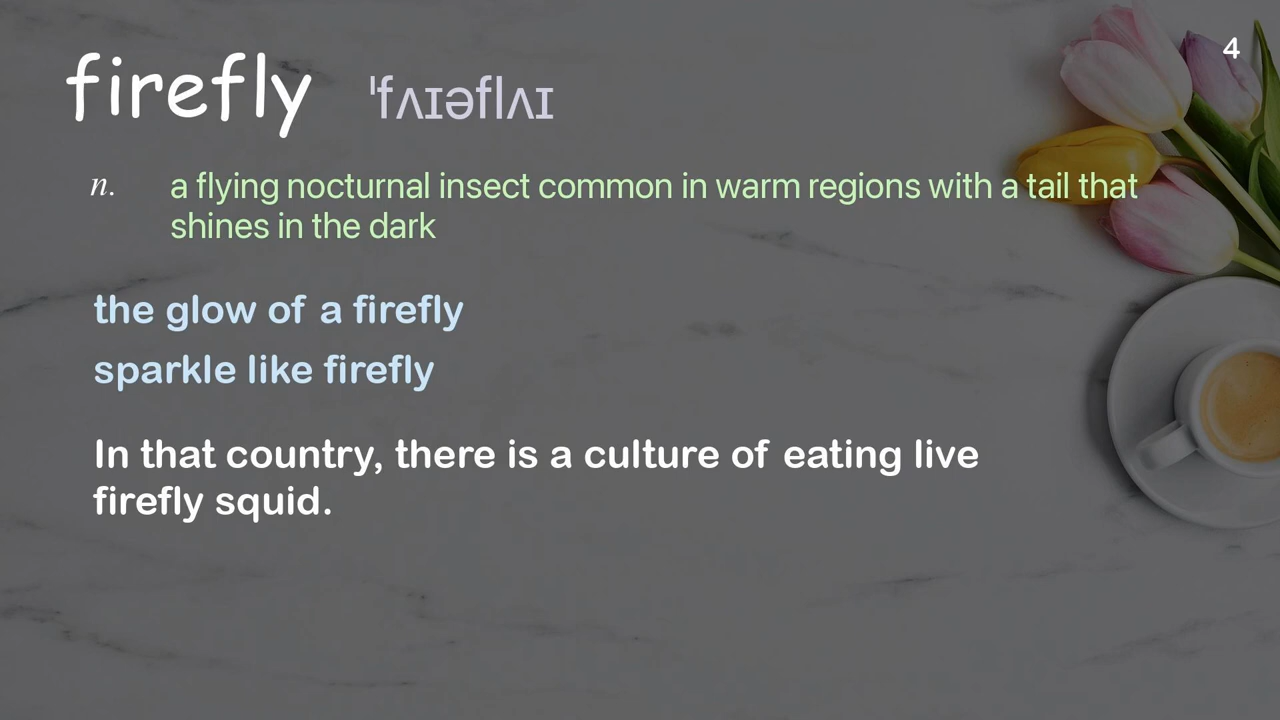 4
firefly ˈfʌɪəflʌɪ
n. a flying nocturnal insect common in warm regions with a tail that
shines in the dark
the glow of a firefly
sparkle like firefly
In that country, there is a culture of eating live
firefly squid.